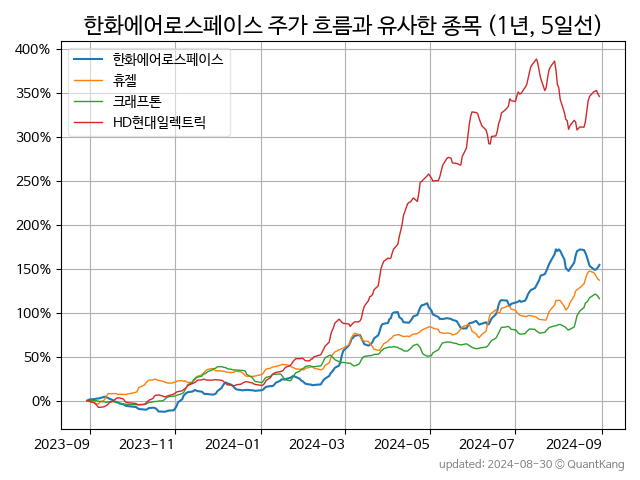 한화에어로스페이스 주가 흐름과 유사한 종목 (1년, 5일선)
400%
350%
300%
250%
200%
150%
100%
50%
0%
한화에어로스페이스
휴젤
크래프톤
HD현대일렉트릭
2023-09 2023-11 2024-01 2024-03 2024-05 2024-07 2024-09
updated: 2024-08-30 © QuantKang